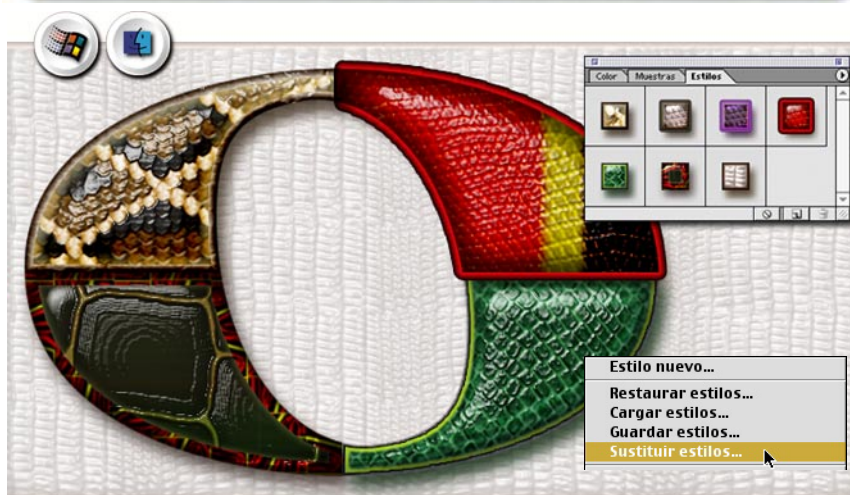 Color Muestras Estilos
Estilo nuevo...
Restaurar estilos...
Cargar estilos...
Guardar estilos...
Sustituir estilos...